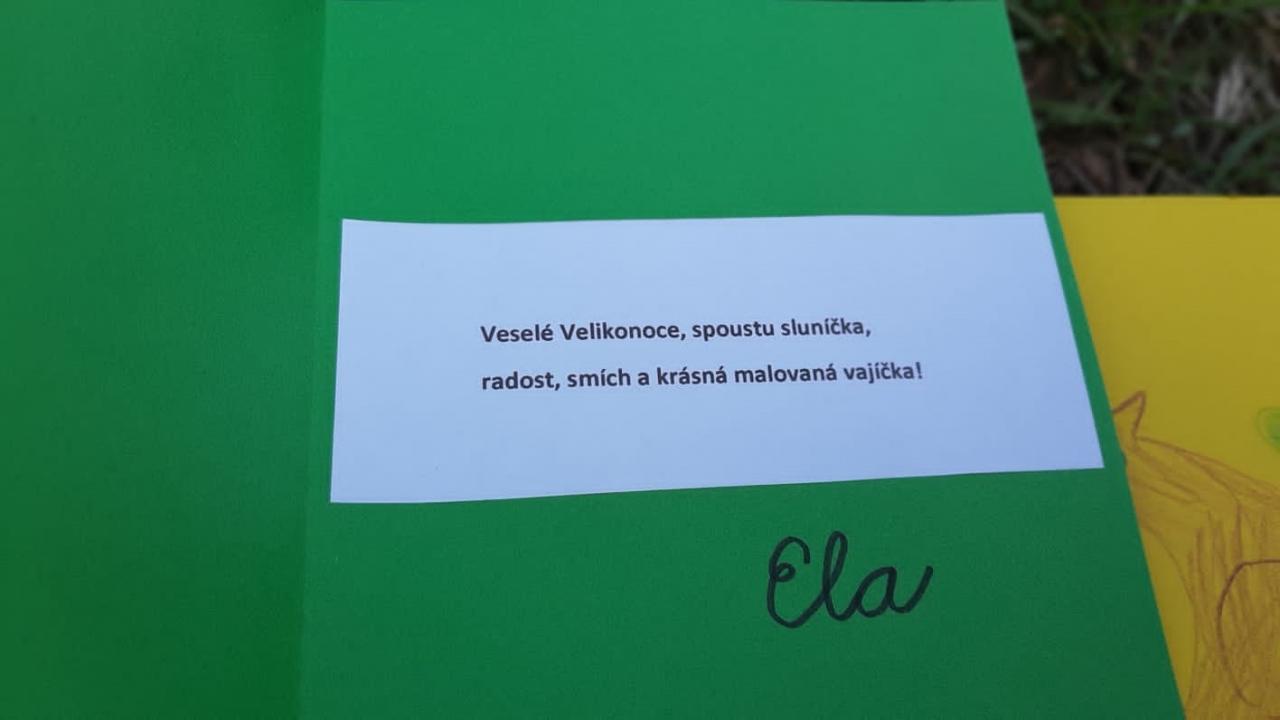 Veselé Velikonoce, spoustu sluníčka,
radost, smích a krásná malovaná vajíčka!
Ela